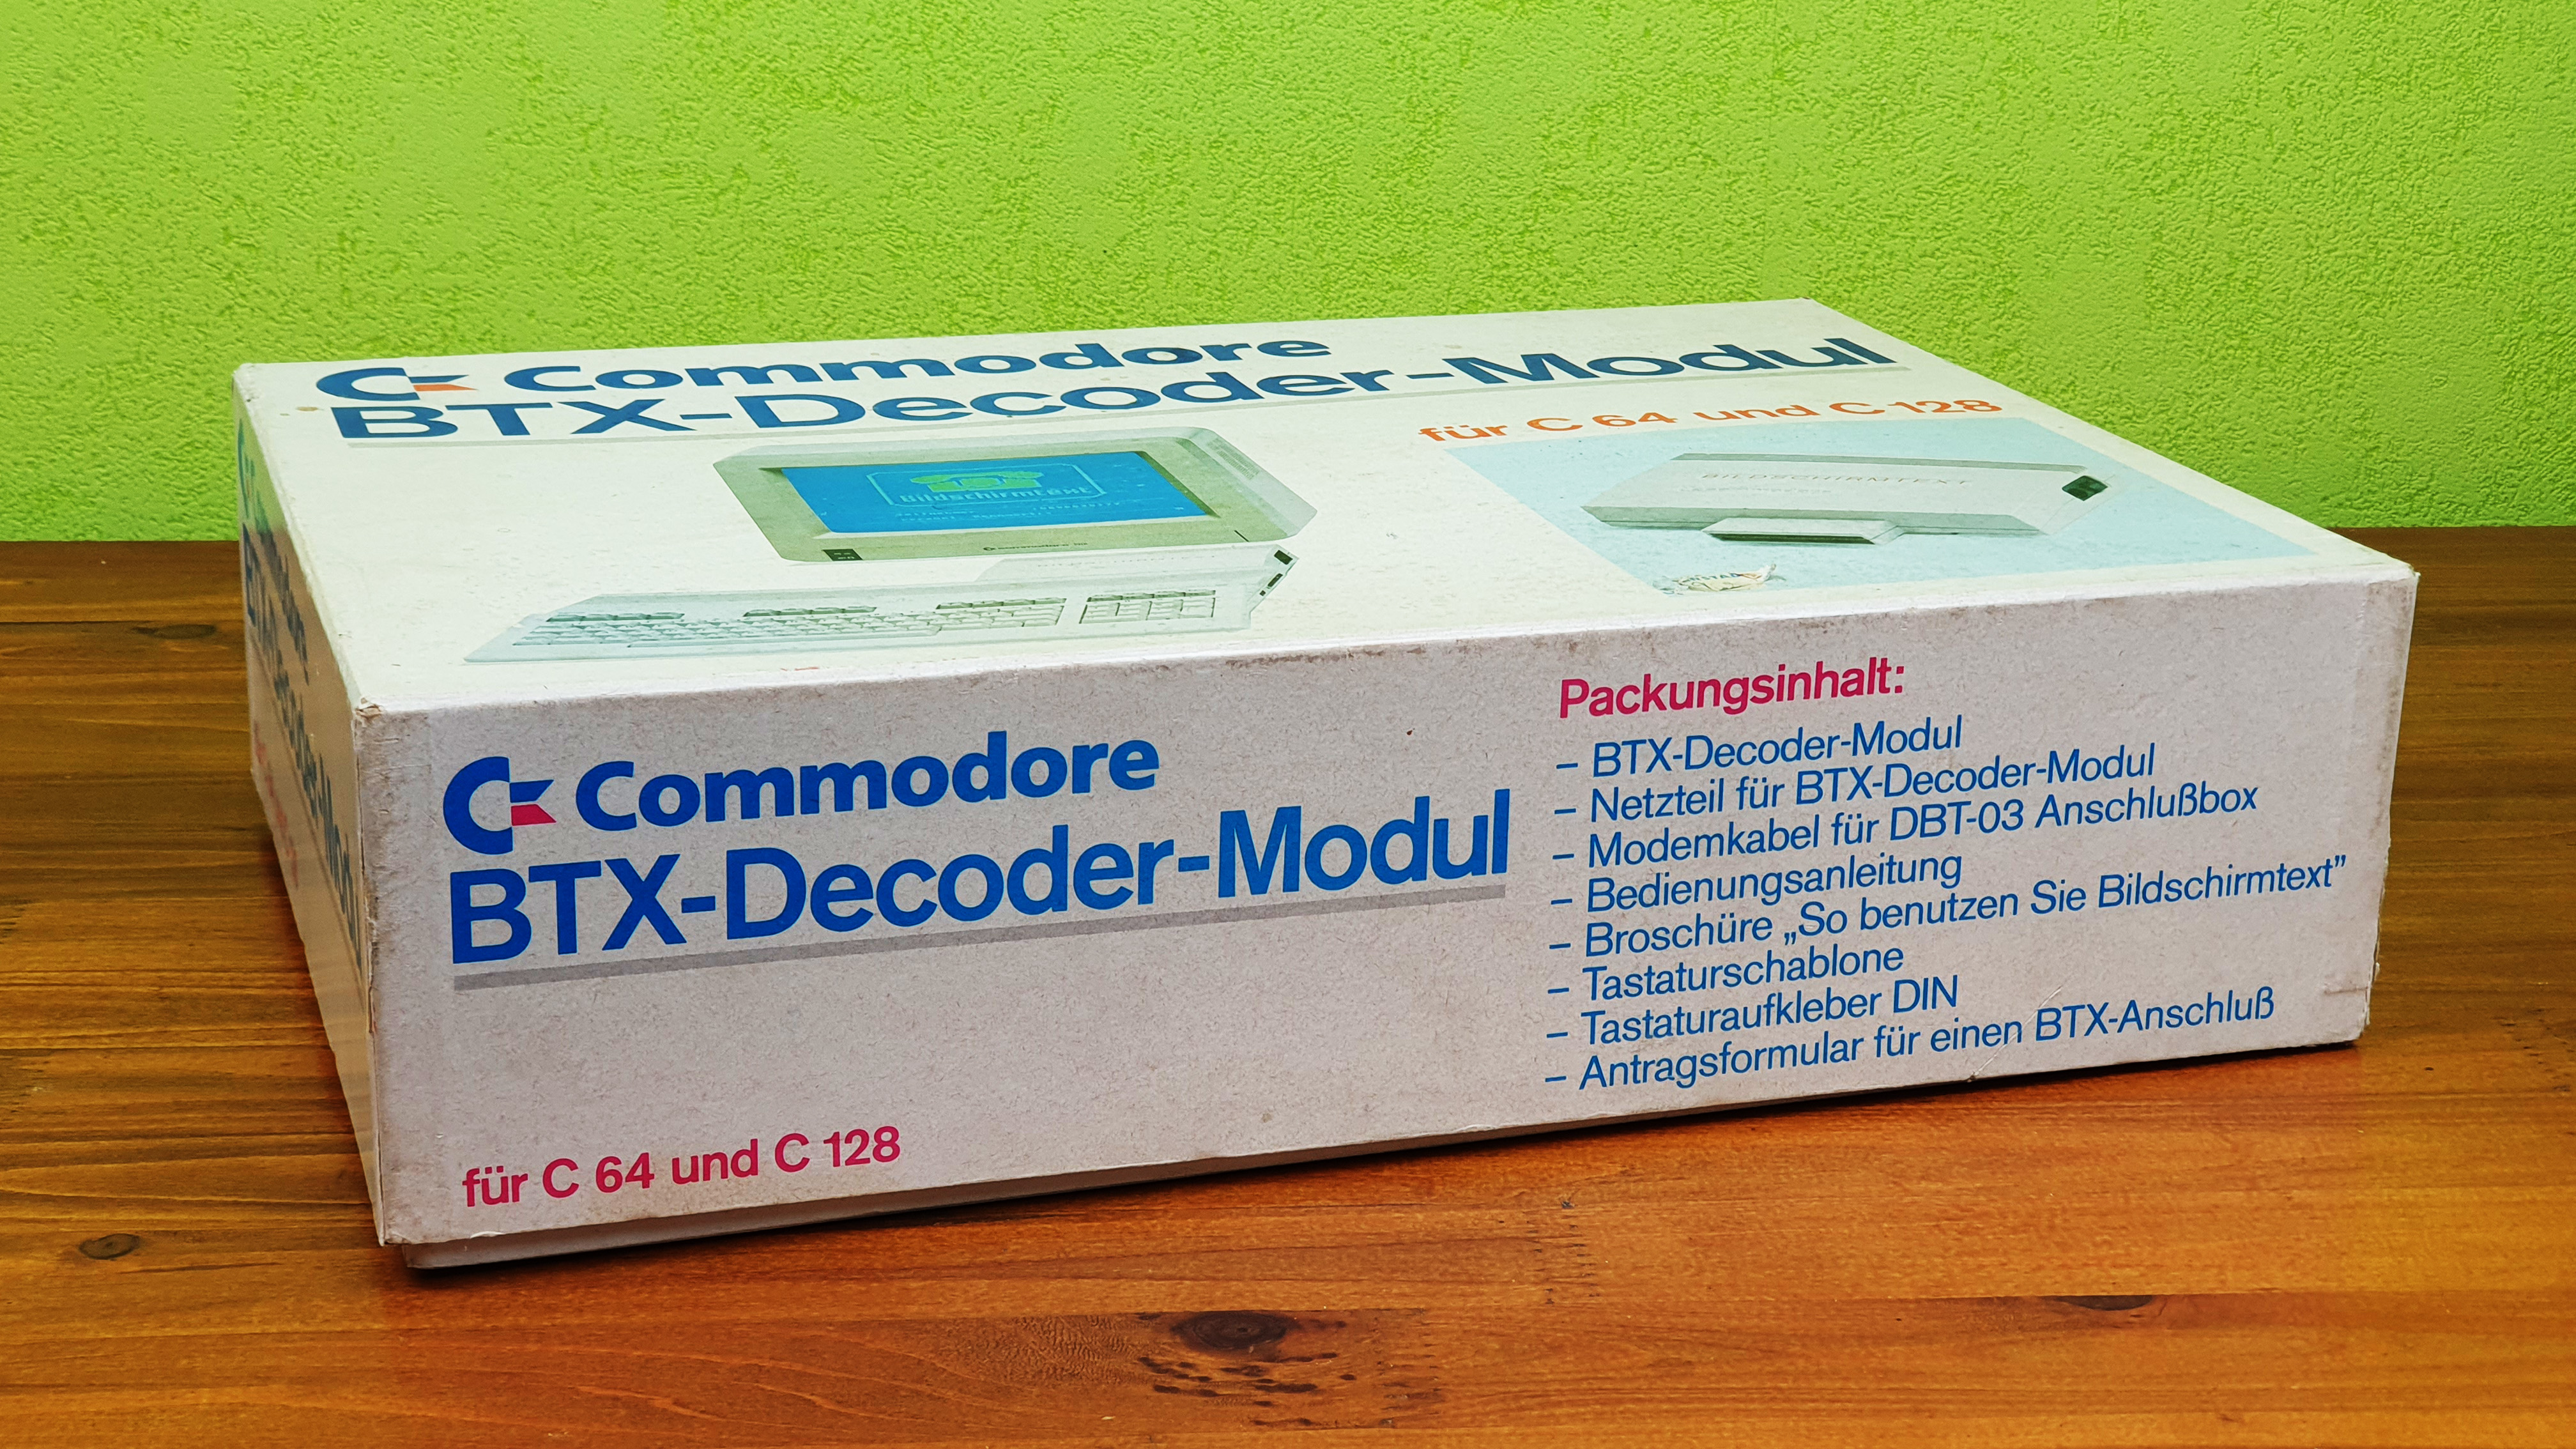 Commodore
BTX-Decoder-Modul
für C 64 und C 128
Bildschirmtext
BILDSCHIRMTEXT
Commodore
BTX-Decoder-Modul
für C 64 und C 128
Packungsinhalt:
– BTX-Decoder-Modul
– Netzteil für BTX-Decoder-Modul
– Modemkabel für DBT-03 Anschlußbox
– Bedienungsanleitung
– Broschüre „So benutzen Sie Bildschirmtext”
– Tastaturschablone
– Tastaturaufkleber DIN
– Antragsformular für einen BTX-Anschluß